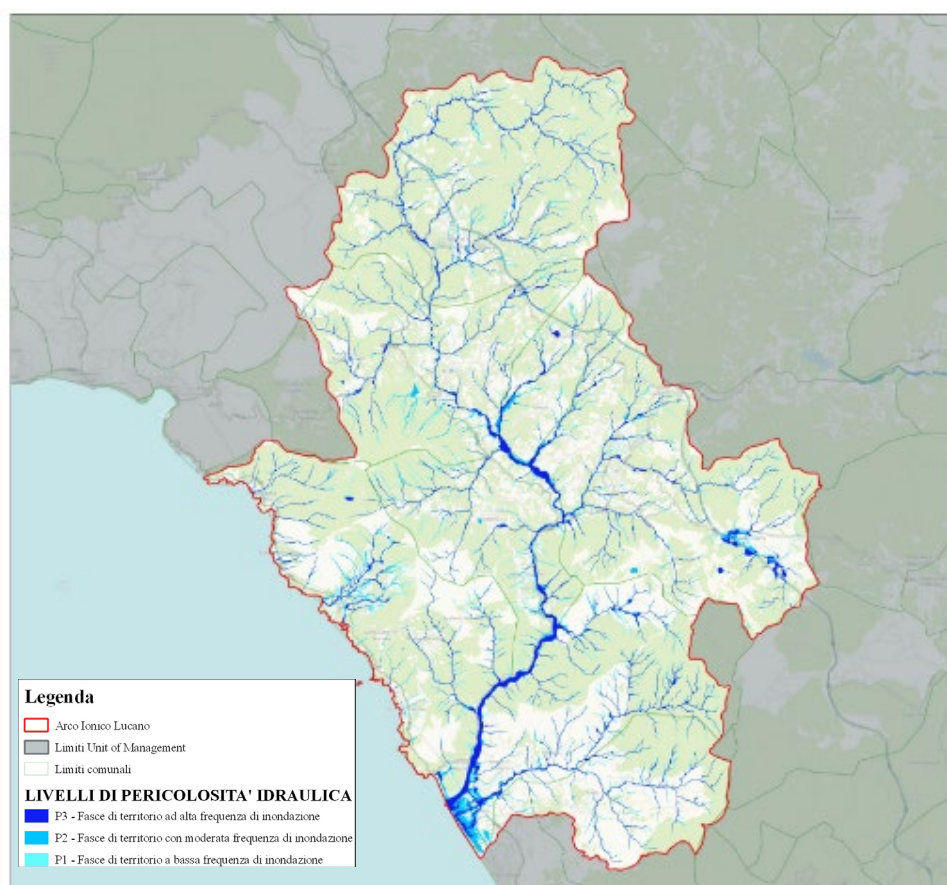 Legenda
Arco Ionico Lucano
Limiti Unit of Management
Limiti comunali
LIVELLI DI PERICOLOSITA' IDRAULICA
P3 - Fasce di territorio ad alta frequenza di inondazione
P2 - Fasce di territorio con moderata frequenza di inondazione
P1 - Fasce di territorio a bassa frequenza di inondazione